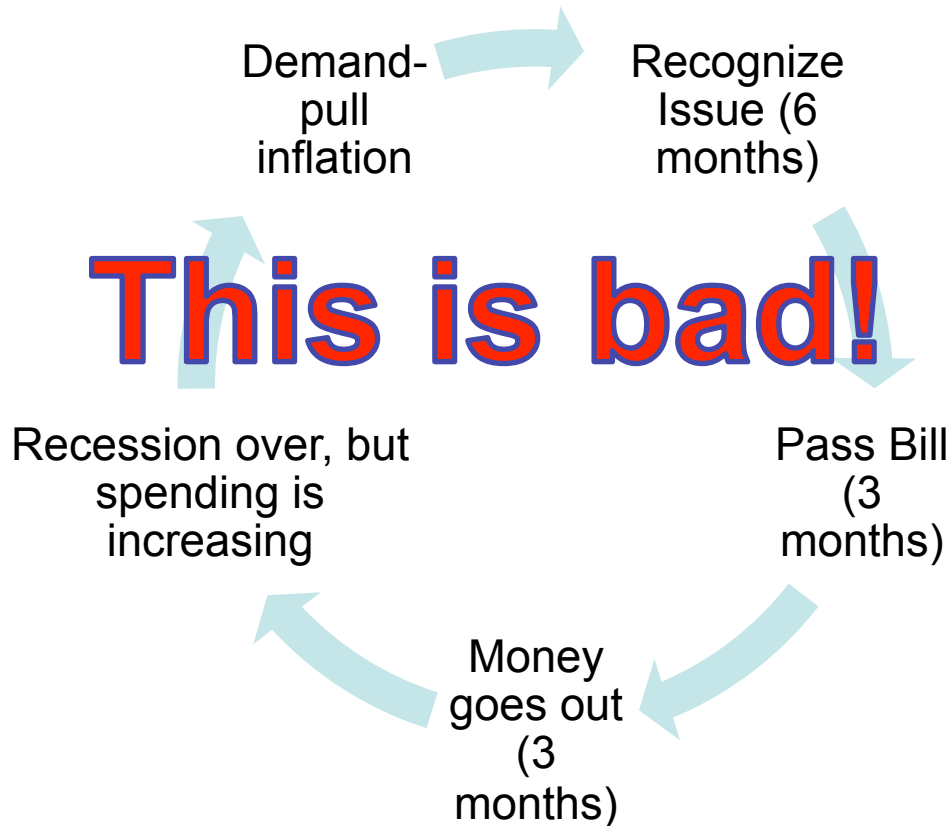 Demand-
pull
inflation
Recognize
Issue (6
months)
This is bad!
Pass Bill
(3
months)
Money
goes out
(3
months)
Recession over, but
spending is
increasing